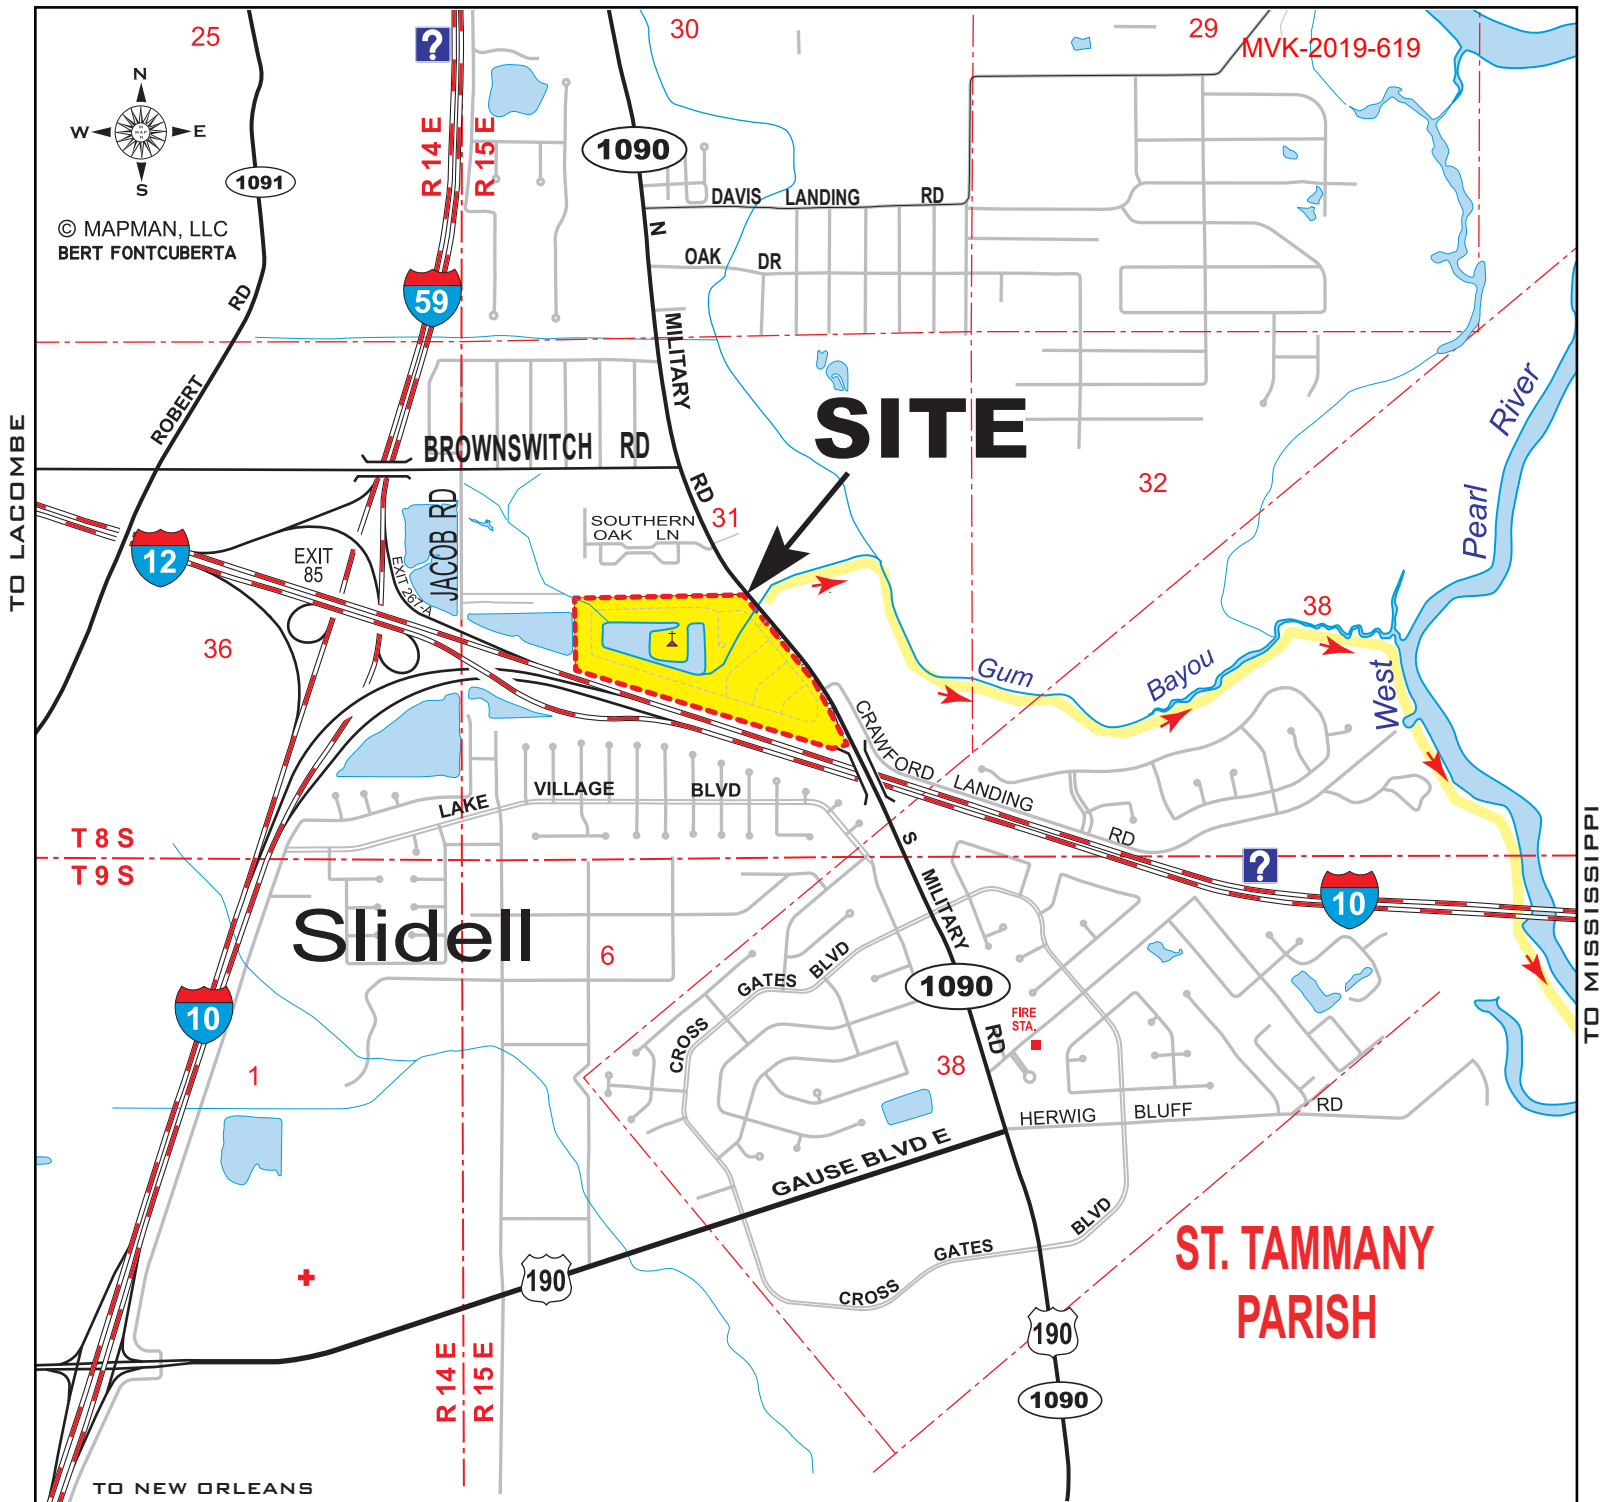 25
30
29
MVK-2019-619
?
N
W
E
S
MAP
R 14 E
R 15 E
1090
1091
DAVIS LANDING RD
© MAPMAN, LLC
BERT FONTCUBERTA
N
OAK DR
RD
59
MILITARY
River
ROBERT
SITE
BROWNSWITCH RD
TO LACOMBE
RD
32
Pearl
JACOB RD
31
SOUTHERN
OAK LN
12
EXIT
85
EXIT 267-A
36
38
Gum
Bayou
West
CRAWFORD LANDING RD
LAKE VILLAGE BLVD
T 8 S
T 9 S
S
MILITARY
?
10
TO MISSISSIPPI
Slidell
6
GATES BLVD
CROSS
1090
10
FIRE
STA.
RD
1
38
HERWIG BLUFF RD
GAUSE BLVD E
BLVD
GATES
CROSS
190
ST. TAMMANY
PARISH
190
R 14 E
R 15 E
1090
TO NEW ORLEANS